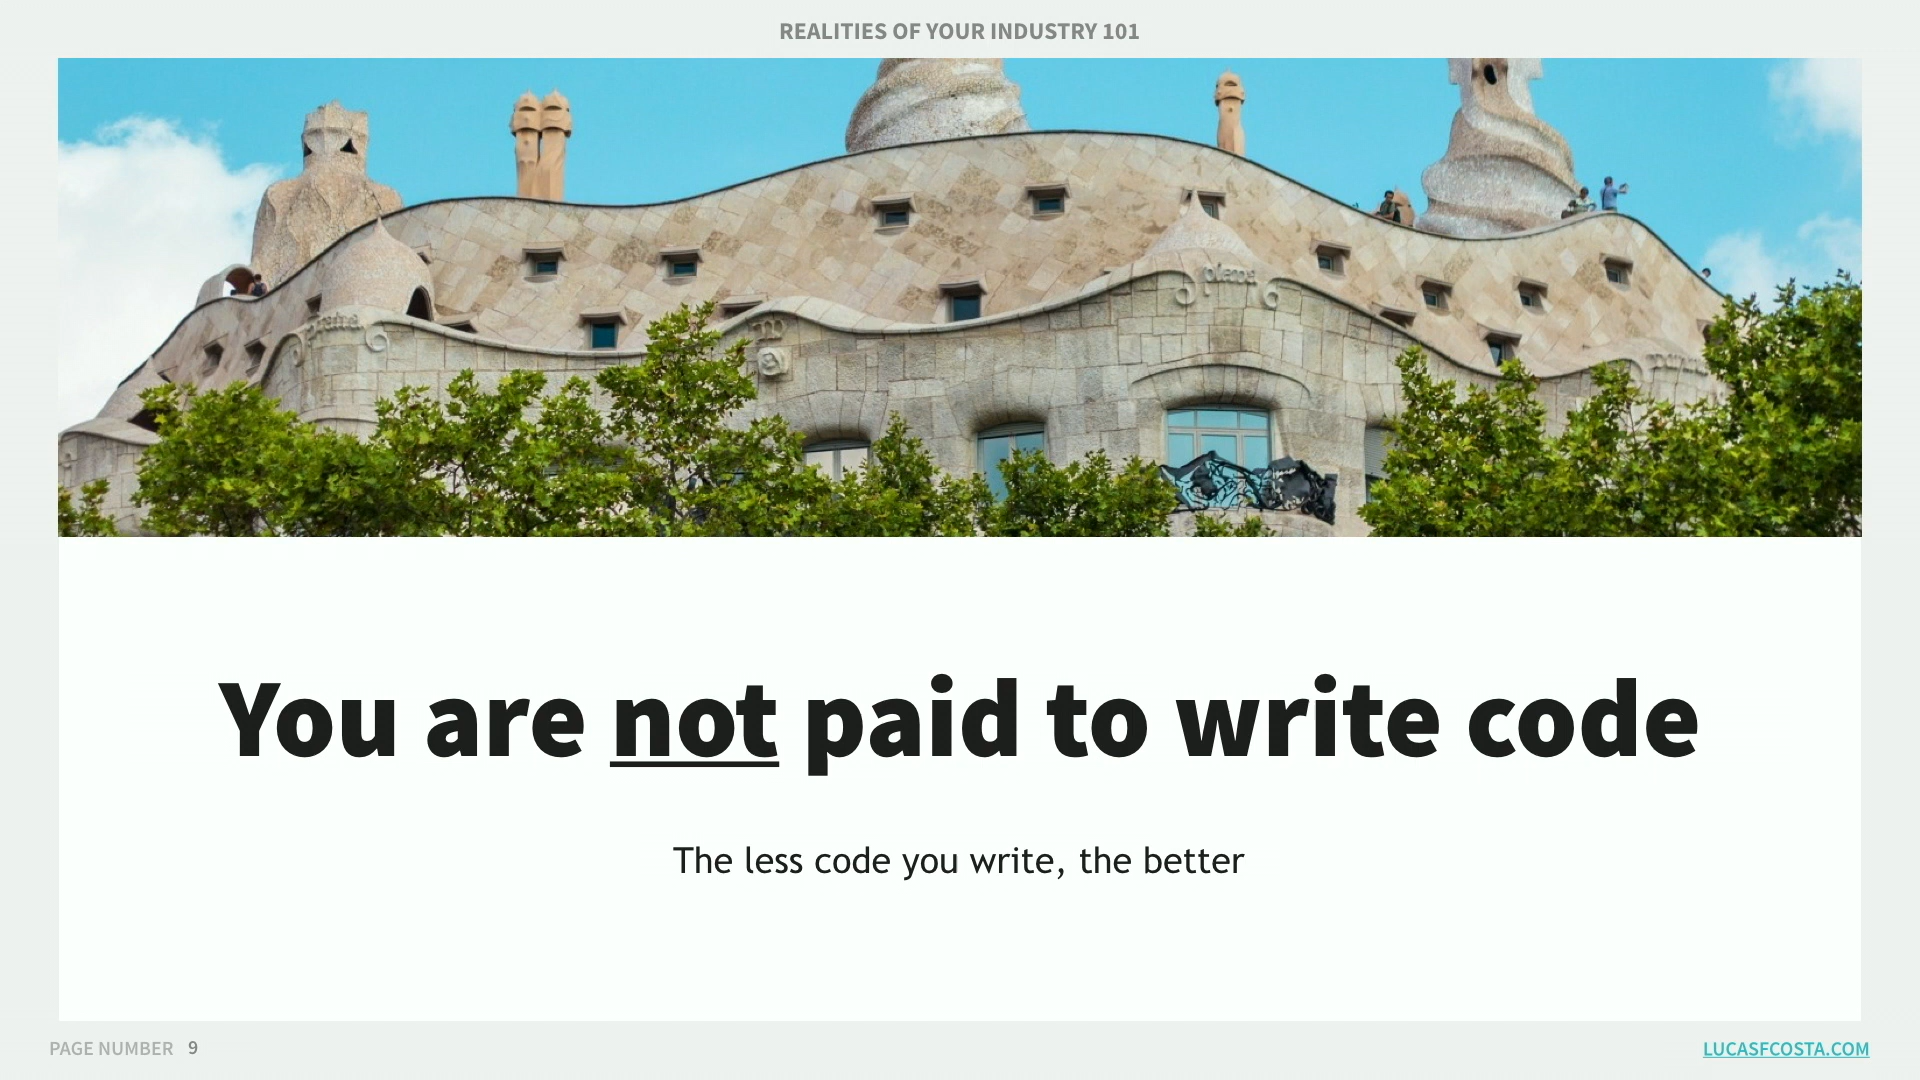 REALITIES OF YOUR INDUSTRY 101
You are not paid to write code
The less code you write, the better
PAGE NUMBER 9
LUCASFCOSTA.COM